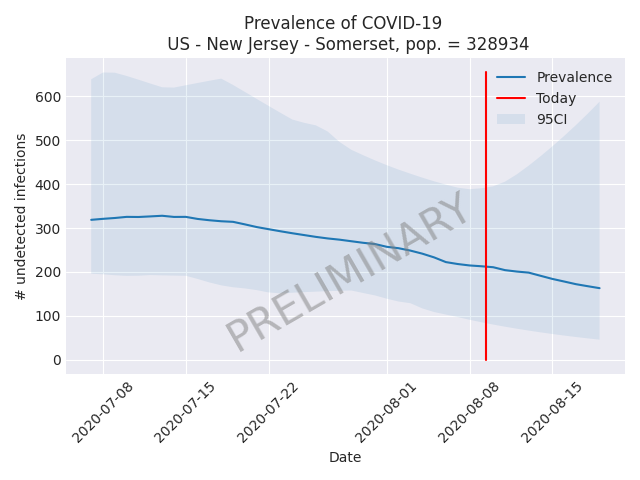 Prevalence of COVID-19
US - New Jersey - Somerset, pop. = 328934
# undetected infections
600
500
400
300
200
100
0
Prevalence
Today
95CI
PRELIMINARY
2020-07-08
2020-07-15
2020-07-22
2020-08-01
2020-08-08
2020-08-15
Date